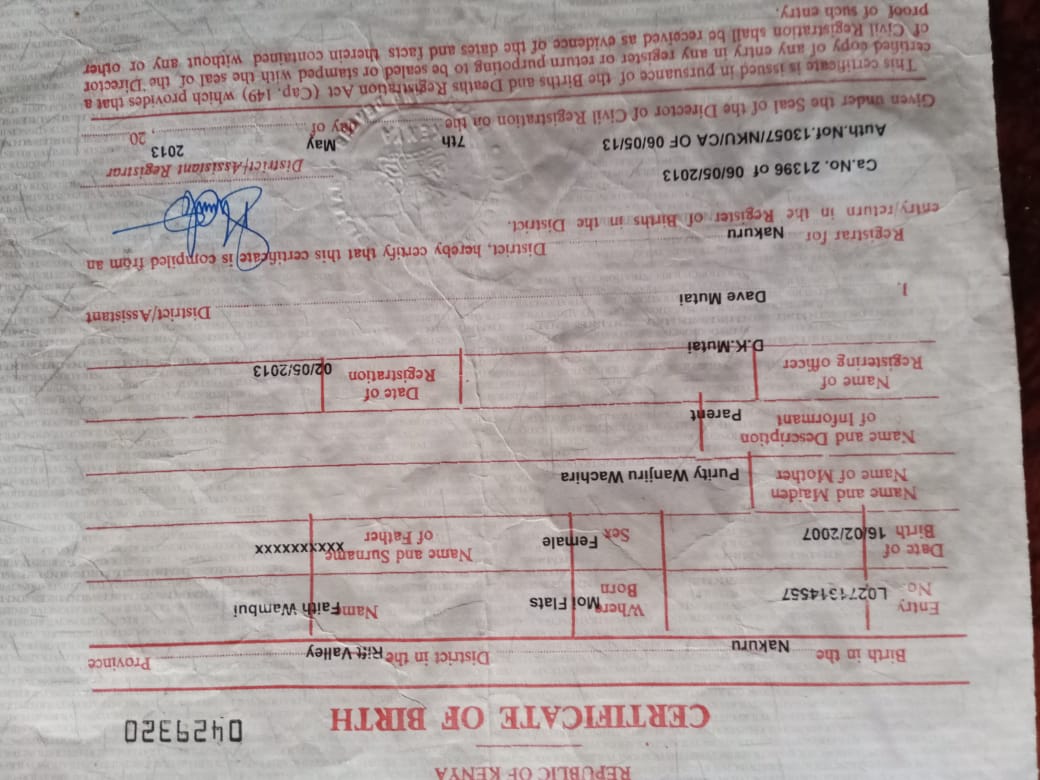 REPUBLIC OF KENYA
CERTIFICATE OF BIRTH
0429320
Birth in the Nakuru District in the Rift Valley Province
Entry No. L0271314557 Where Born Moi Flats Name Faith Wambui
Date of Birth 16/02/2007 Sex Female Name and Surname of Father xxxxxxxxxx
Name and Maiden Name of Mother Purity Wanjiru Wachira
Name and Description of Informant Parent
Name of Registering officer D.K.Mutai Date of Registration 02/05/2013
I. Dave Mutai District/Assistant
Registrar for Nakuru District, hereby certify that this certificate is compiled from an
entry/return in the Register of Births in the District.
Ca.No. 21396 of 06/05/2013
District/Assistant Registrar
Auth.Nof.13057/NKU/CA OF 06/05/13
Given under the Seal of the Director of Civil Registration on the 7th day of May, 20 2013
This certificate is issued in pursuance of the Births and Deaths Registration Act (Cap. 149) which provides that a
certified copy of any entry in any register or return purporting to be sealed or stamped with the seal of the Director
of Civil Registration shall be received as evidence of the dates and facts therein contained without any or other
proof of such entry.